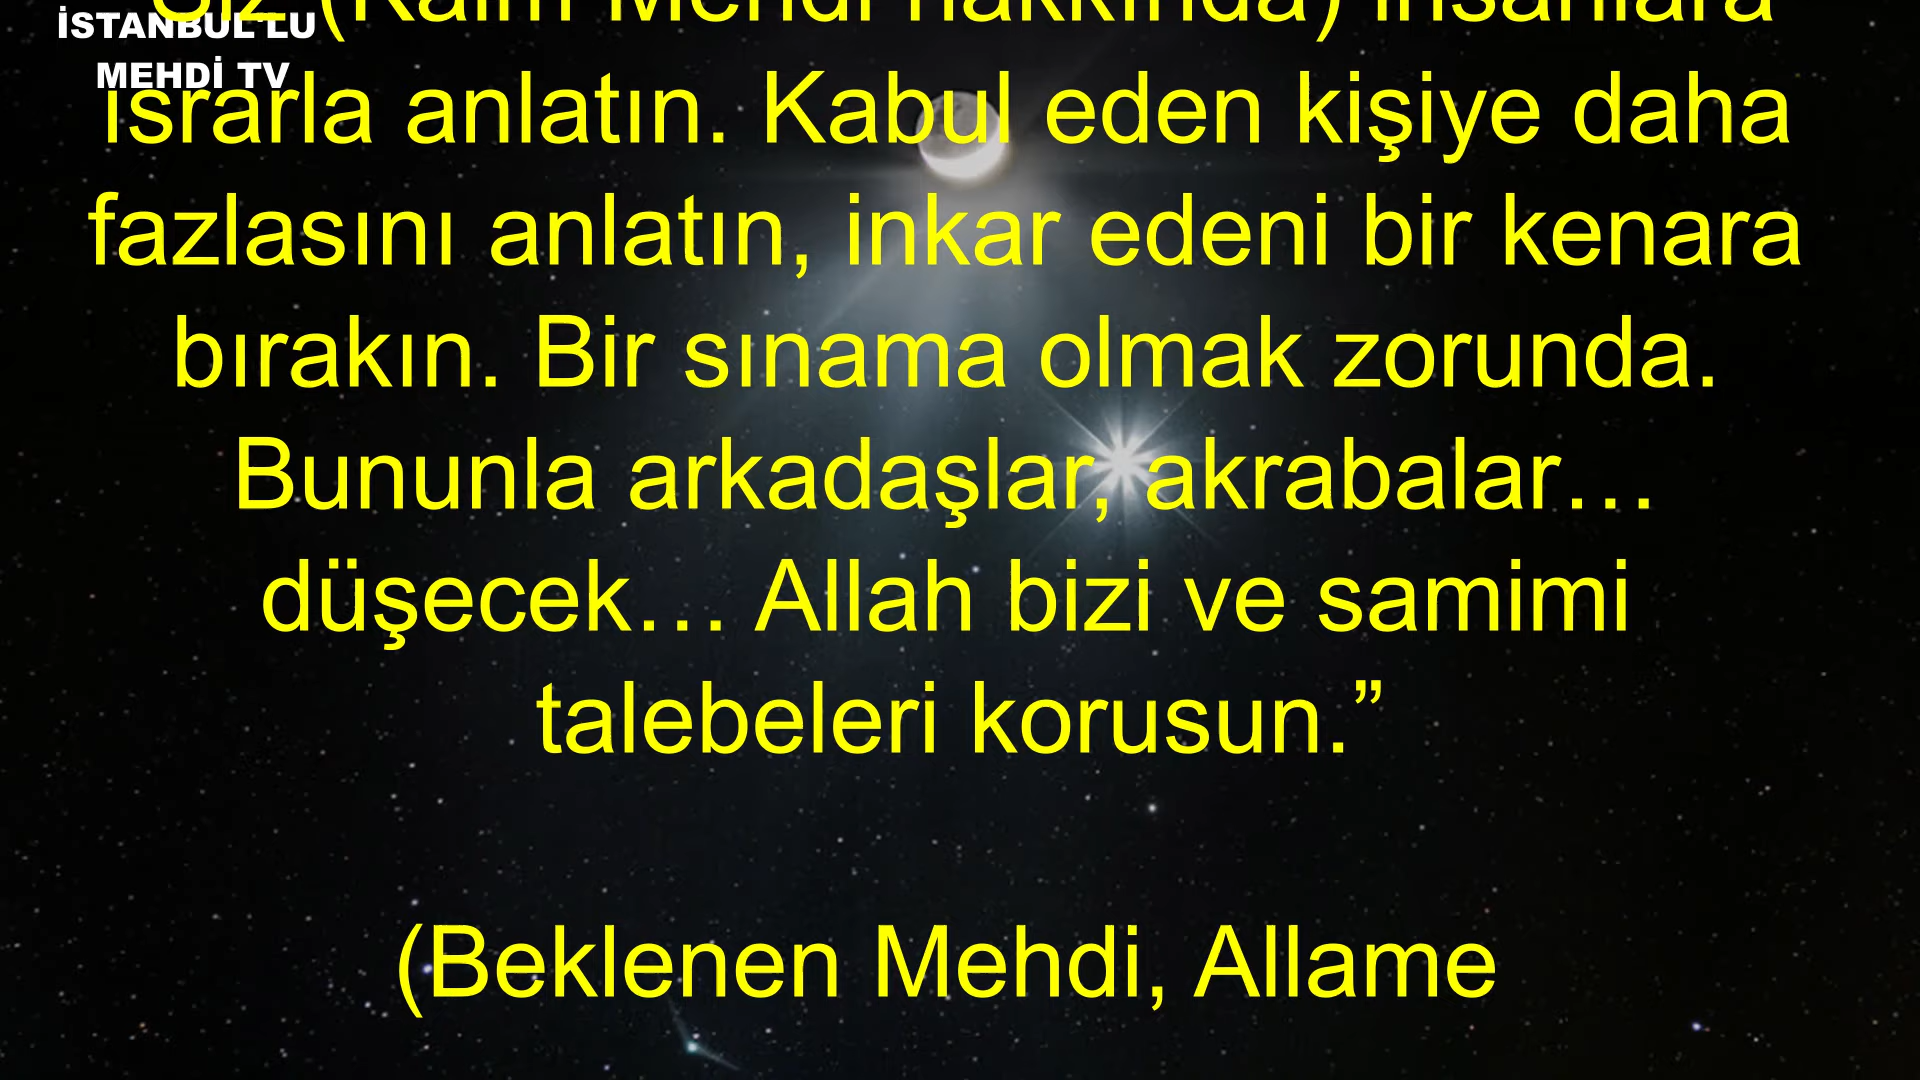 İSTANBUL'LU
MEHDİ TV
Siz (Kaim Mehdi hakkında) insanlara
ısrarla anlatın. Kabul eden kişiye daha
fazlasını anlatın, inkar edeni bir kenara
bırakın. Bir sınama olmak zorunda.
Bununla arkadaşlar, akrabalar…
düşecek… Allah bizi ve samimi
talebeleri korusun.”
(Beklenen Mehdi, Allame